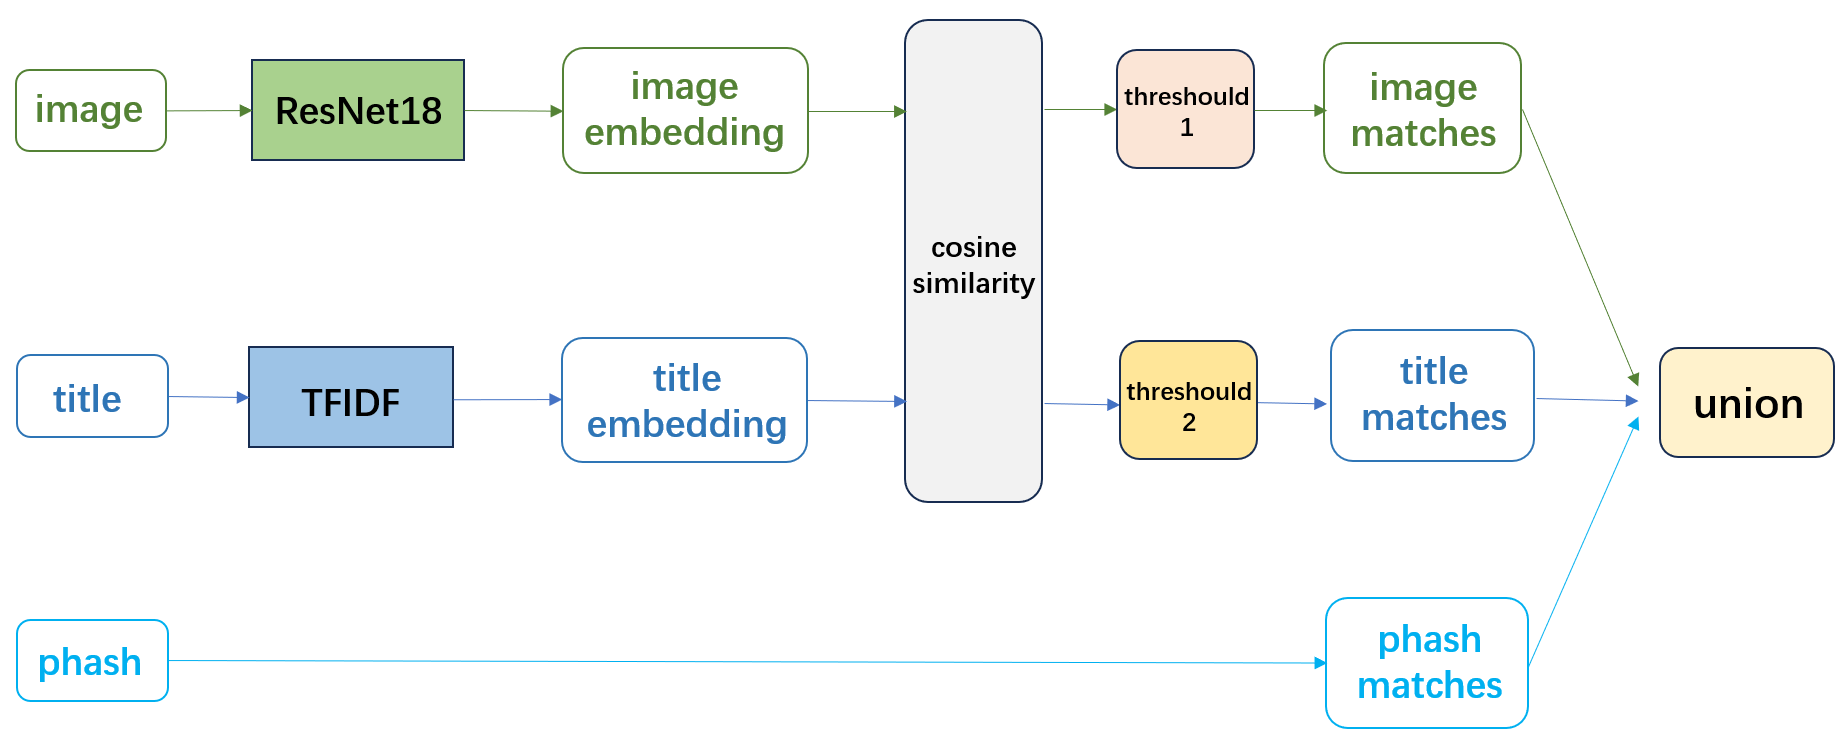 image
ResNet18
image
embedding
cosine
similarity
threshould
1
image
matches
title
TFIDF
title
embedding
threshould
2
title
matches
union
phash
phash
matches